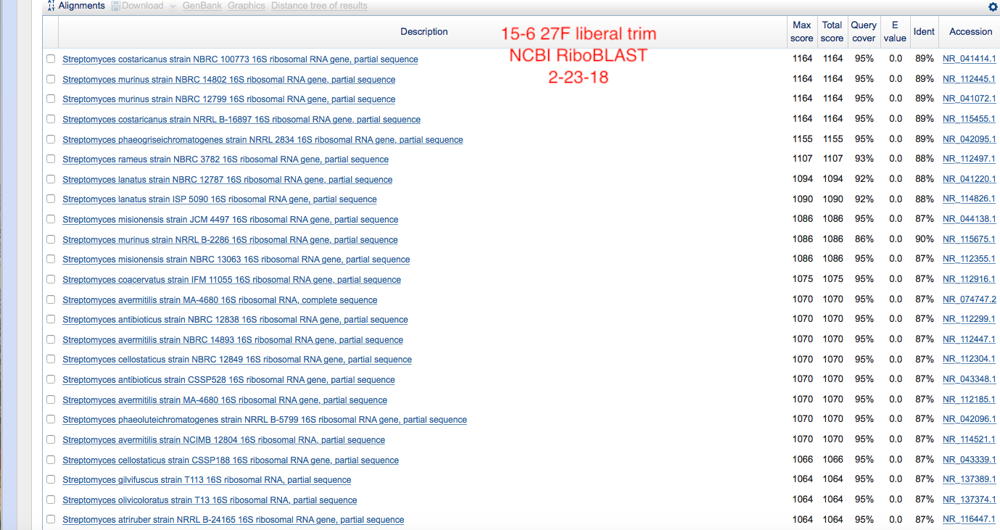 Alignments Download GenBank Graphics Distance tree of results
Description Max score Total score Query cover E value Ident Accession
15-6 27F liberal trim
NCBI RiboBLAST
2-23-18
Streptomyces costaricanus strain NBRC 100773 16S ribosomal RNA gene, partial sequence 1164 1164 95% 0.0 89% NR_041414.1
Streptomyces murinus strain NBRC 14802 16S ribosomal RNA gene, partial sequence 1164 1164 95% 0.0 89% NR_112445.1
Streptomyces murinus strain NBRC 12799 16S ribosomal RNA gene, partial sequence 1164 1164 95% 0.0 89% NR_041072.1
Streptomyces costaricanus strain NRRL B-16897 16S ribosomal RNA gene, partial sequence 1164 1164 95% 0.0 89% NR_115455.1
Streptomyces phaeogriseichromatogenes strain NRRL 2834 16S ribosomal RNA gene, partial sequence 1155 1155 95% 0.0 89% NR_042095.1
Streptomyces rameus strain NBRC 3782 16S ribosomal RNA gene, partial sequence 1107 1107 93% 0.0 88% NR_112497.1
Streptomyces lanatus strain NBRC 12787 16S ribosomal RNA gene, partial sequence 1094 1094 92% 0.0 88% NR_041220.1
Streptomyces lanatus strain ISP 5090 16S ribosomal RNA gene, partial sequence 1090 1090 92% 0.0 88% NR_114826.1
Streptomyces misionensis strain JCM 4497 16S ribosomal RNA gene, partial sequence 1086 1086 95% 0.0 87% NR_044138.1
Streptomyces murinus strain NRRL B-2286 16S ribosomal RNA gene, partial sequence 1086 1086 86% 0.0 90% NR_115675.1
Streptomyces misionensis strain NBRC 13063 16S ribosomal RNA gene, partial sequence 1086 1086 95% 0.0 87% NR_112355.1
Streptomyces coacervatus strain IFM 11055 16S ribosomal RNA gene, partial sequence 1075 1075 95% 0.0 87% NR_112916.1
Streptomyces avermitilis strain MA-4680 16S ribosomal RNA, complete sequence 1070 1070 95% 0.0 87% NR_074747.2
Streptomyces antibioticus strain NBRC 12838 16S ribosomal RNA gene, partial sequence 1070 1070 95% 0.0 87% NR_112299.1
Streptomyces avermitilis strain NBRC 14893 16S ribosomal RNA gene, partial sequence 1070 1070 95% 0.0 87% NR_112447.1
Streptomyces cellostaticus strain NBRC 12849 16S ribosomal RNA gene, partial sequence 1070 1070 95% 0.0 87% NR_112304.1
Streptomyces antibioticus strain CSSP528 16S ribosomal RNA gene, partial sequence 1070 1070 95% 0.0 87% NR_043348.1
Streptomyces avermitilis strain MA-4680 16S ribosomal RNA gene, partial sequence 1070 1070 95% 0.0 87% NR_112185.1
Streptomyces phaeoluteichromatogenes strain NRRL B-5799 16S ribosomal RNA gene, partial sequence 1070 1070 95% 0.0 87% NR_042096.1
Streptomyces avermitilis strain NCIMB 12804 16S ribosomal RNA, partial sequence 1070 1070 95% 0.0 87% NR_114521.1
Streptomyces cellostaticus strain CSSP188 16S ribosomal RNA gene, partial sequence 1066 1066 95% 0.0 87% NR_043339.1
Streptomyces gilvifuscus strain T113 16S ribosomal RNA, partial sequence 1064 1064 95% 0.0 87% NR_137389.1
Streptomyces olivicoloratus strain T13 16S ribosomal RNA, partial sequence 1064 1064 95% 0.0 87% NR_137374.1
Streptomyces atriruber strain NRRL B-24165 16S ribosomal RNA gene, partial sequence 1064 1064 95% 0.0 87% NR_116447.1